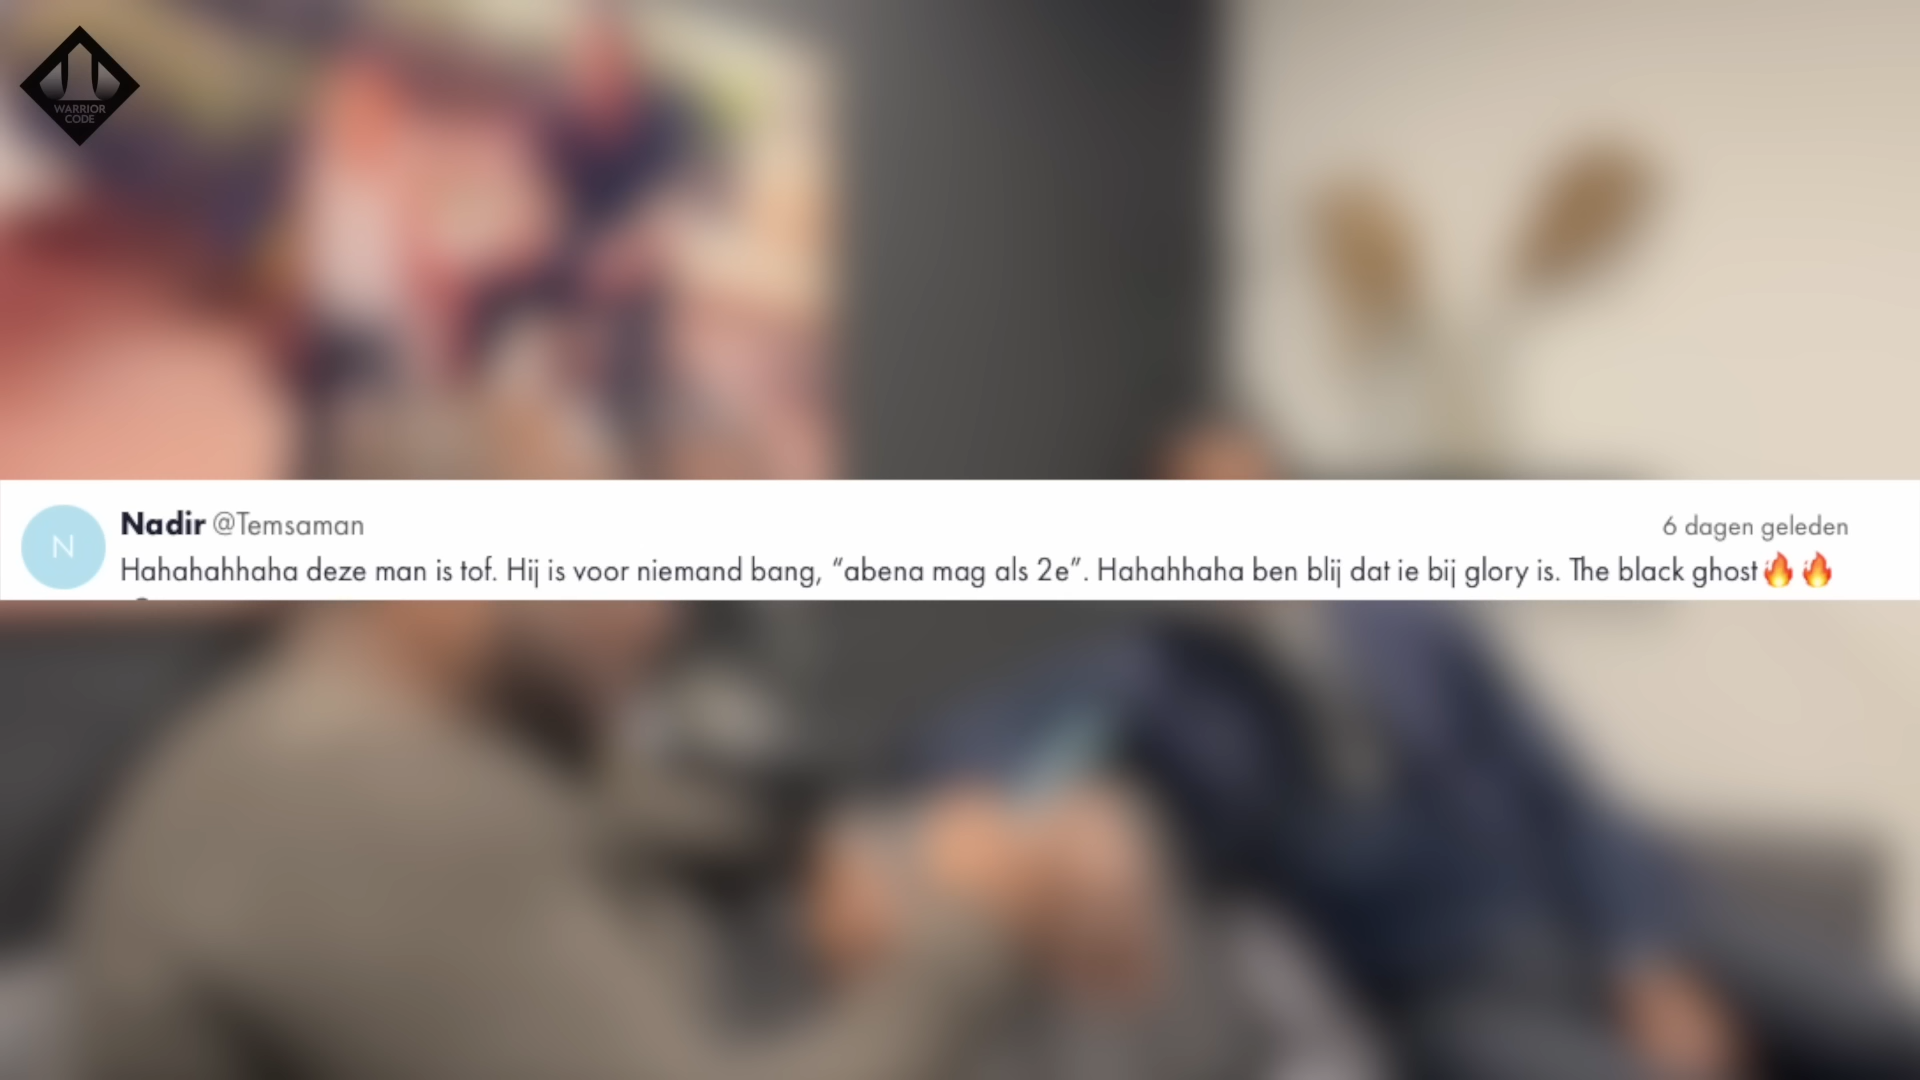 WARRIOR
CODE
Nadir @Temsaman
6 dagen geleden
N
Hahahahhaha deze man is tof. Hij is voor niemand bang, “abena mag als 2e”. Hahahhaha ben blij dat ie bij glory is. The black ghost🔥🔥